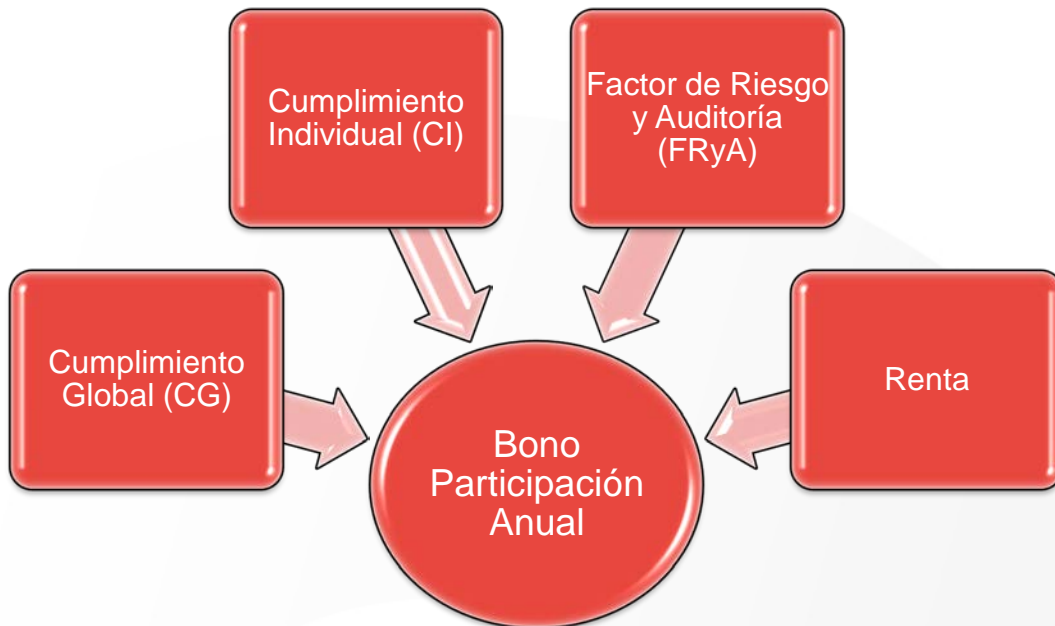 Cumplimiento
Individual (CI)
Factor de Riesgo
y Auditoría
(FRyA)
Cumplimiento
Global (CG)
Renta
Bono
Participación
Anual